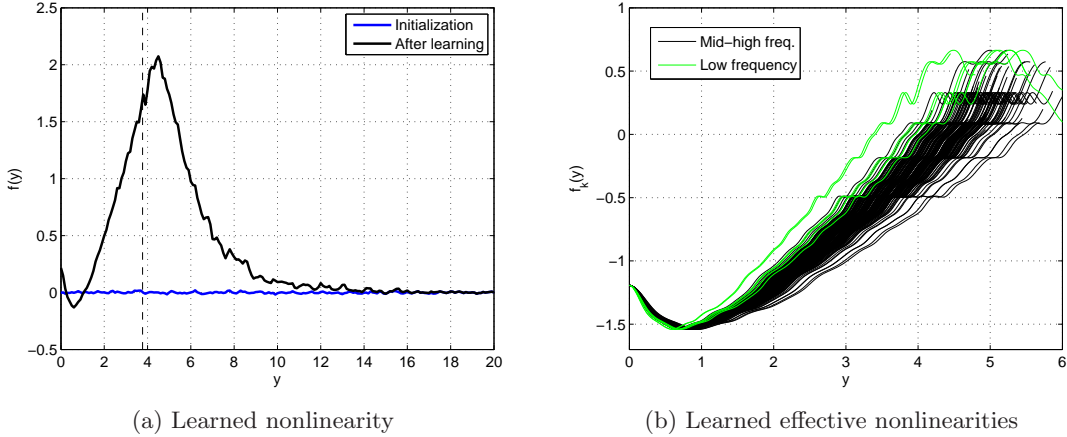 2.5
2
1.5
1
0.5
0
−0.5
f(y)
0 2 4 6 8 10 12 14 16 18 20
y
Initialization
After learning
(a) Learned nonlinearity
1
0.5
0
−0.5
−1
−1.5
f_k(y)
0 1 2 3 4 5 6
y
Mid−high freq.
Low frequency
(b) Learned effective nonlinearities